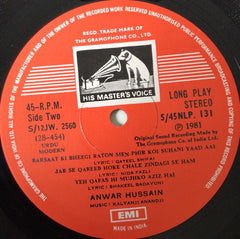 REGD. TRADE MARK OF
THE GRAMOPHONE CO. LTD.
HIS MASTER'S VOICE
45-R.P.M.
Side Two
S/12JW. 2560
(28-454)
URDU
MODERN
LONG PLAY
STEREO
S/45NLP. 131
℗ 1981
Original Sound Recording Made by
The Gramophone Co. of India Ltd.
BARSAAT KI BHEEGI RATON MEN PHIR KOI SUHANI YAAD AAI
LYRIC: QATEEL SHIFAI
JAB SE QAREEB HOKE CHALE ZINDAGI SE HAM
LYRIC: NIDA FAZLI
YEH QAFAS HI MUJHKO AZIZ HAI
LYRIC: SHAKEEL BADAYUNI
ANWAR HUSSAIN
MUSIC: KALYANJI ANANDJI
EMI
MADE IN INDIA